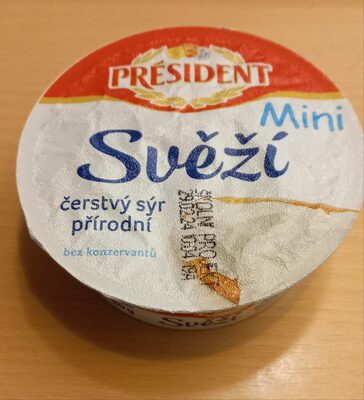 PRÉSIDENT
Mini
Svěží
čerstvý sýr
přírodní
bez konzervantů
Svěží